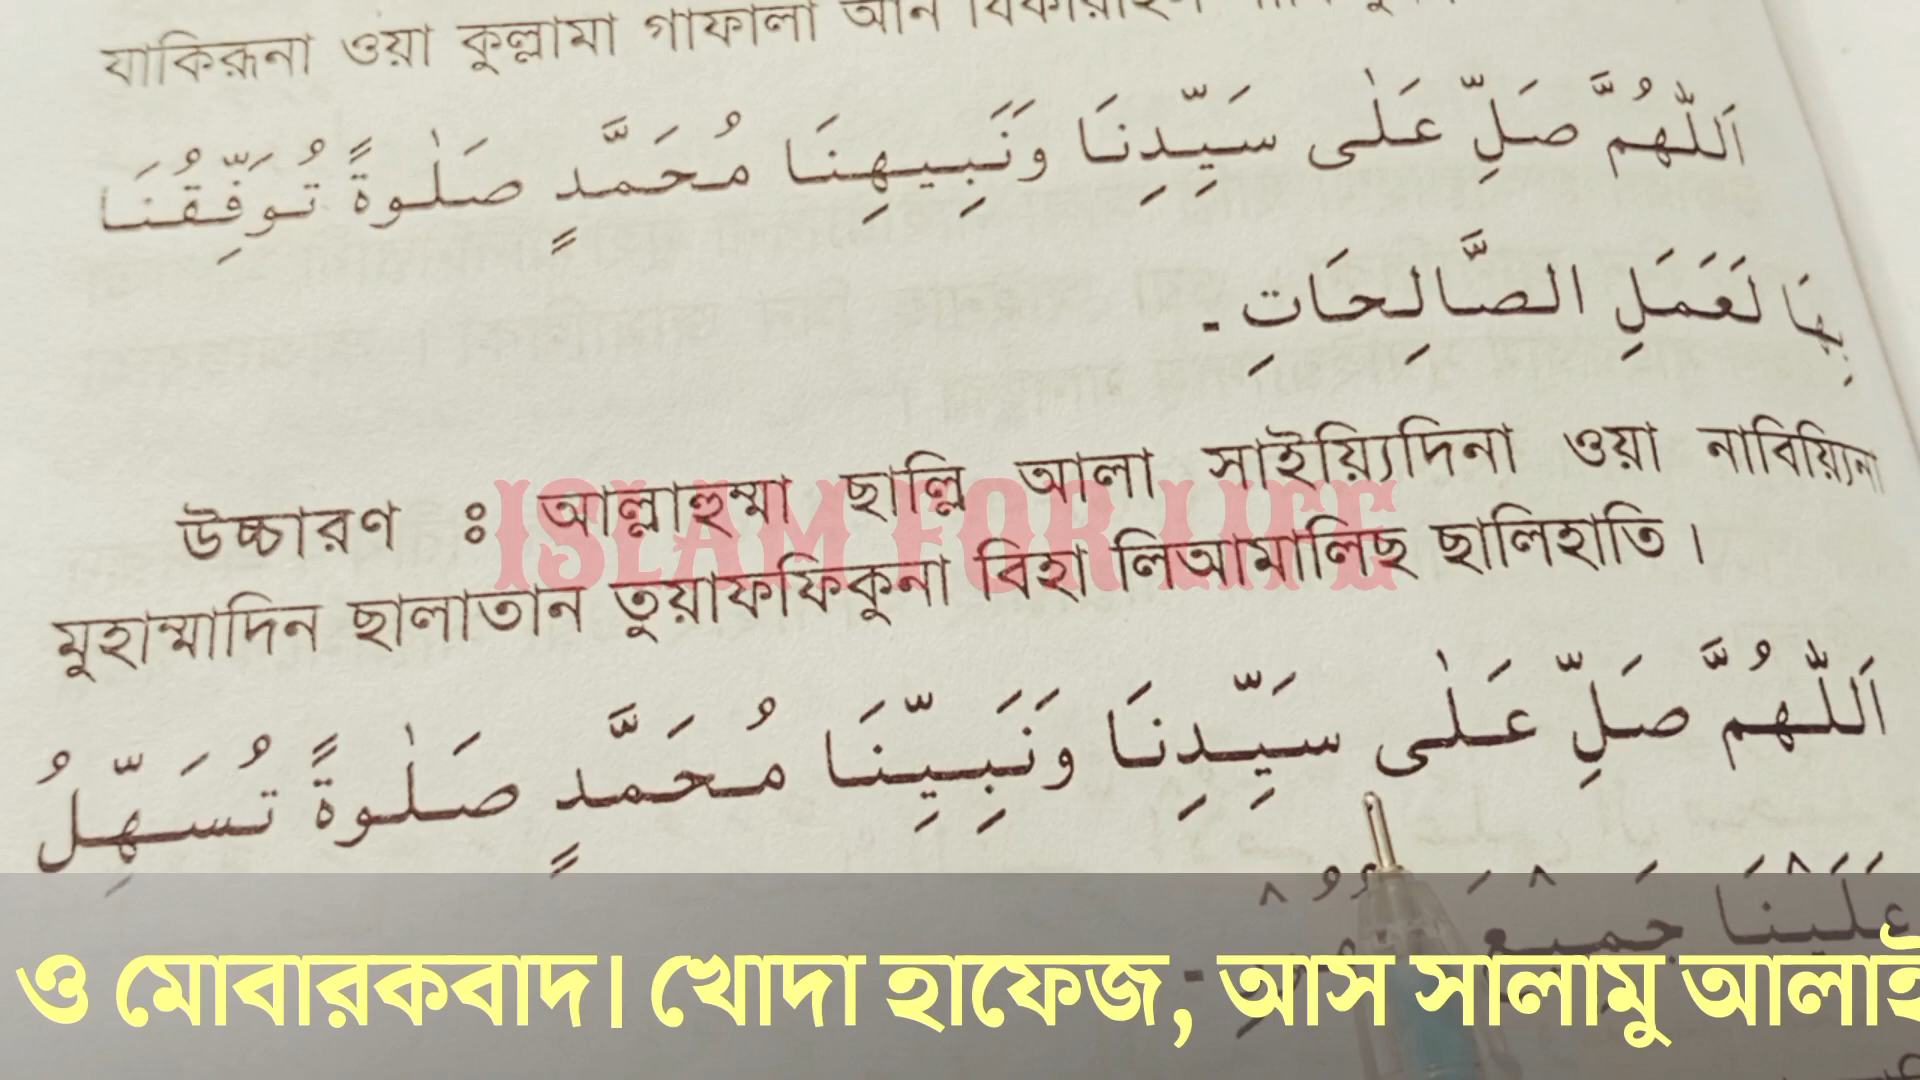 যাকিরূনা ওয়া কুল্লামা গাফালা আন
اَللّٰهُمَّ صَلِّ عَلٰى سَيِّدِنَا وَنَبِيهِنَا مُحَمَّدٍ صَلٰوةً تُوَفِّقُنَا
بِهَا لَعَمَلِ الصَّالِحَاتِ -
উচ্চারণ ঃ আল্লাহুম্মা ছাল্লি আলা সাইয়্যিদিনা ওয়া নাবিয়্যিনা
ISLAM FOR LIFE
মুহাম্মাদিন ছালাতান তুয়াফফিকুনা বিহা লিআমালিছ ছালিহাতি।
اَللّٰهُمَّ صَلِّ عَلٰى سَيِّدِنَا وَنَبِيِّنَا مُحَمَّدٍ صَلٰوةً تُسَهِّلُ
عَلَيْنَا جَمِيْعَ
ও মোবারকবাদ। খোদা হাফেজ, আস সালামু আলাই